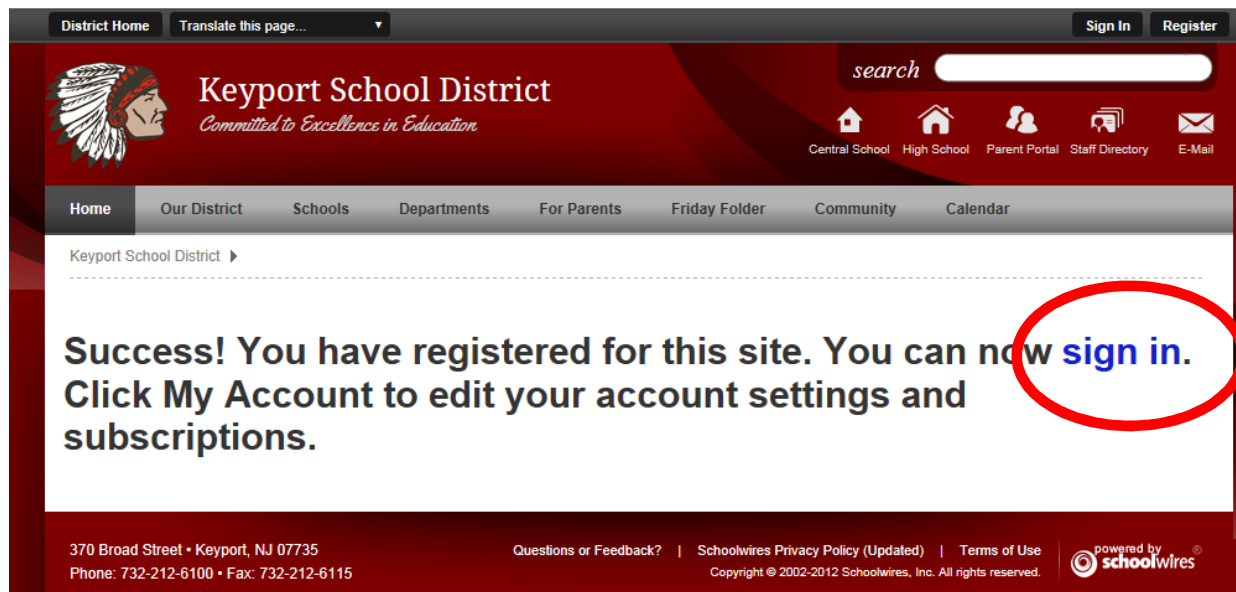 District Home Translate this page... Sign In Register
search
Keyport School District
Committed to Excellence in Education
Central School High School Parent Portal Staff Directory E-Mail
Home Our District Schools Departments For Parents Friday Folder Community Calendar
Keyport School District
Success! You have registered for this site. You can now sign in.
Click My Account to edit your account settings and
subscriptions.
370 Broad Street • Keyport, NJ 07735
Phone: 732-212-6100 • Fax: 732-212-6115
Questions or Feedback? | Schoolwires Privacy Policy (Updated) | Terms of Use
Copyright © 2002-2012 Schoolwires, Inc. All rights reserved.
powered by
schoolwires ®